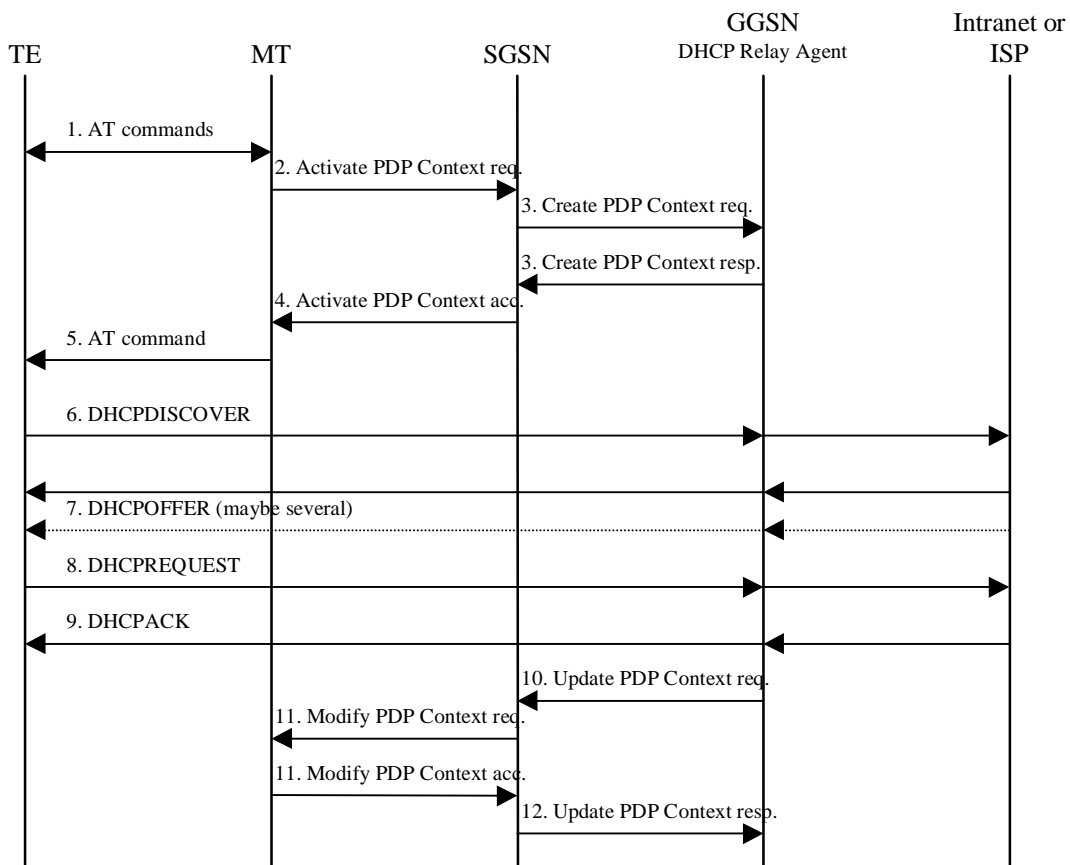 TE
MT
SGSN
GGSN
DHCP Relay Agent
Intranet or
ISP
1. AT commands
2. Activate PDP Context req.
3. Create PDP Context req.
3. Create PDP Context resp.
4. Activate PDP Context acc.
5. AT command
6. DHCPDISCOVER
7. DHCPOFFER (maybe several)
8. DHCPREQUEST
9. DHCPACK
10. Update PDP Context req.
11. Modify PDP Context req.
11. Modify PDP Context acc.
12. Update PDP Context resp.